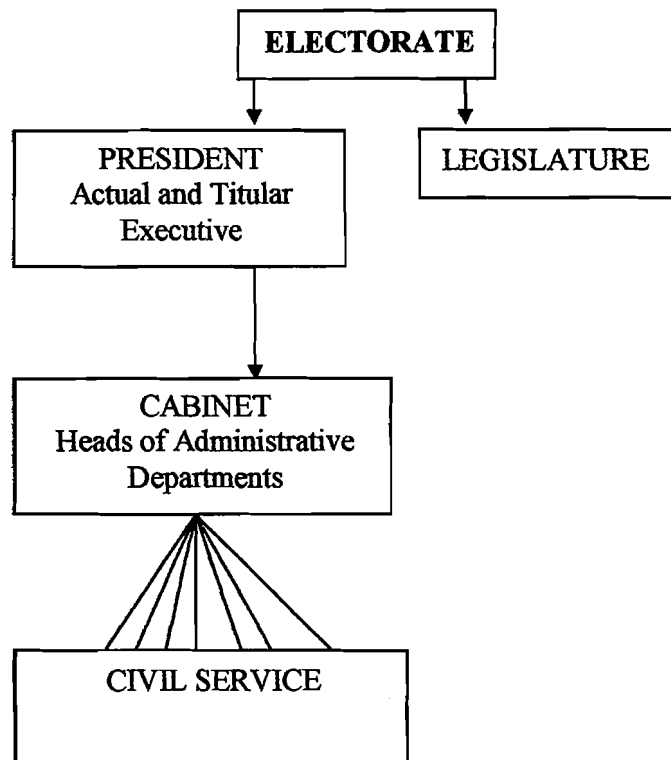 ELECTORATE
PRESIDENT
Actual and Titular
Executive
LEGISLATURE
CABINET
Heads of Administrative
Departments
CIVIL SERVICE